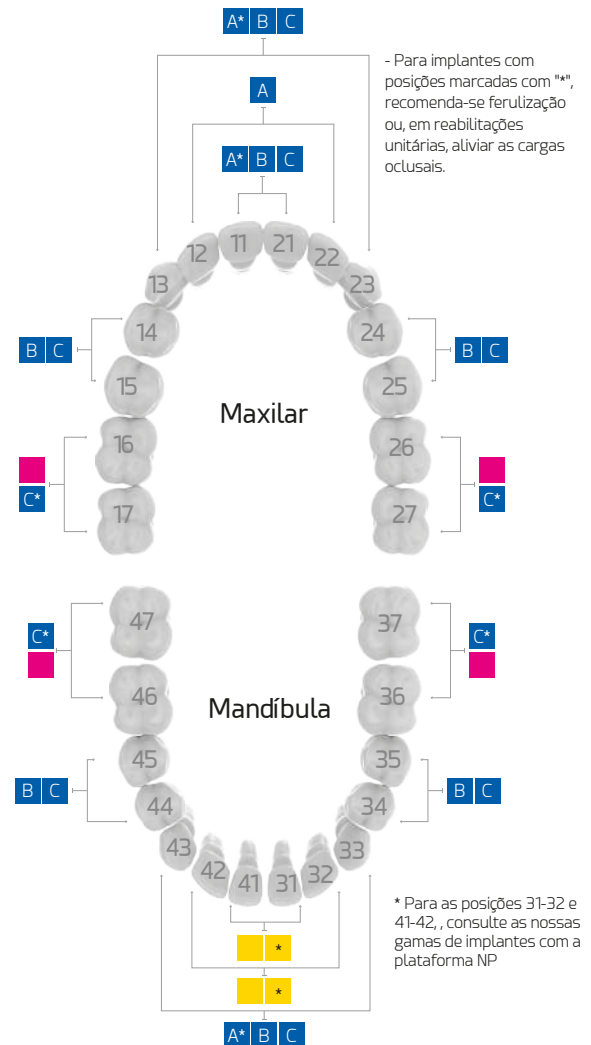 A* B C
- Para implantes com
posições marcadas com "*",
recomenda-se ferulização
ou, em reabilitações
unitárias, aliviar as cargas
oclusais.
A
A* B C
11 21
12 22
13 23
14 24
B C B C
15 25
Maxilar
16 26
C* C*
17 27
47 37
C* C*
46 36
Mandíbula
45 35
B C B C
44 34
43 33
42 32
41 31
* Para as posições 31-32 e
41-42, , consulte as nossas
gamas de implantes com a
plataforma NP
*
*
A* B C